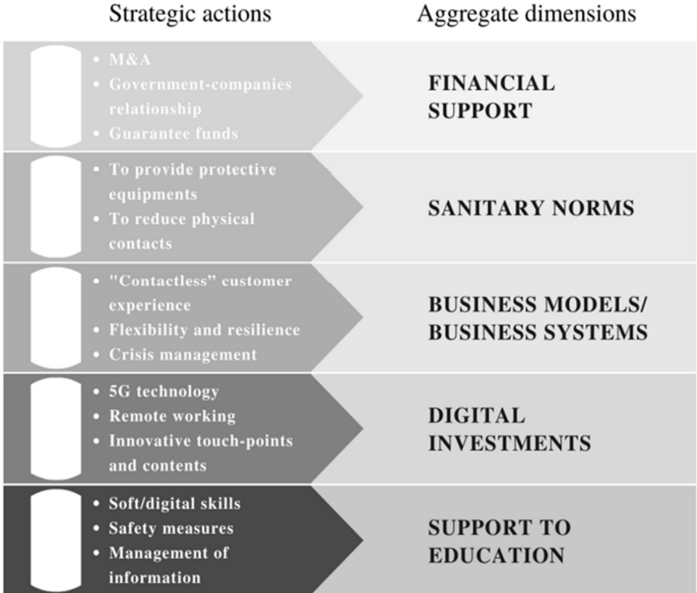 Strategic actions
Aggregate dimensions
• M&A
• Government-companies
relationship
• Guarantee funds
FINANCIAL
SUPPORT
• To provide protective
equipments
• To reduce physical
contacts
SANITARY NORMS
• "Contactless” customer
experience
• Flexibility and resilience
• Crisis management
BUSINESS MODELS/
BUSINESS SYSTEMS
• 5G technology
• Remote working
• Innovative touch-points
and contents
DIGITAL
INVESTMENTS
• Soft/digital skills
• Safety measures
• Management of
information
SUPPORT TO
EDUCATION